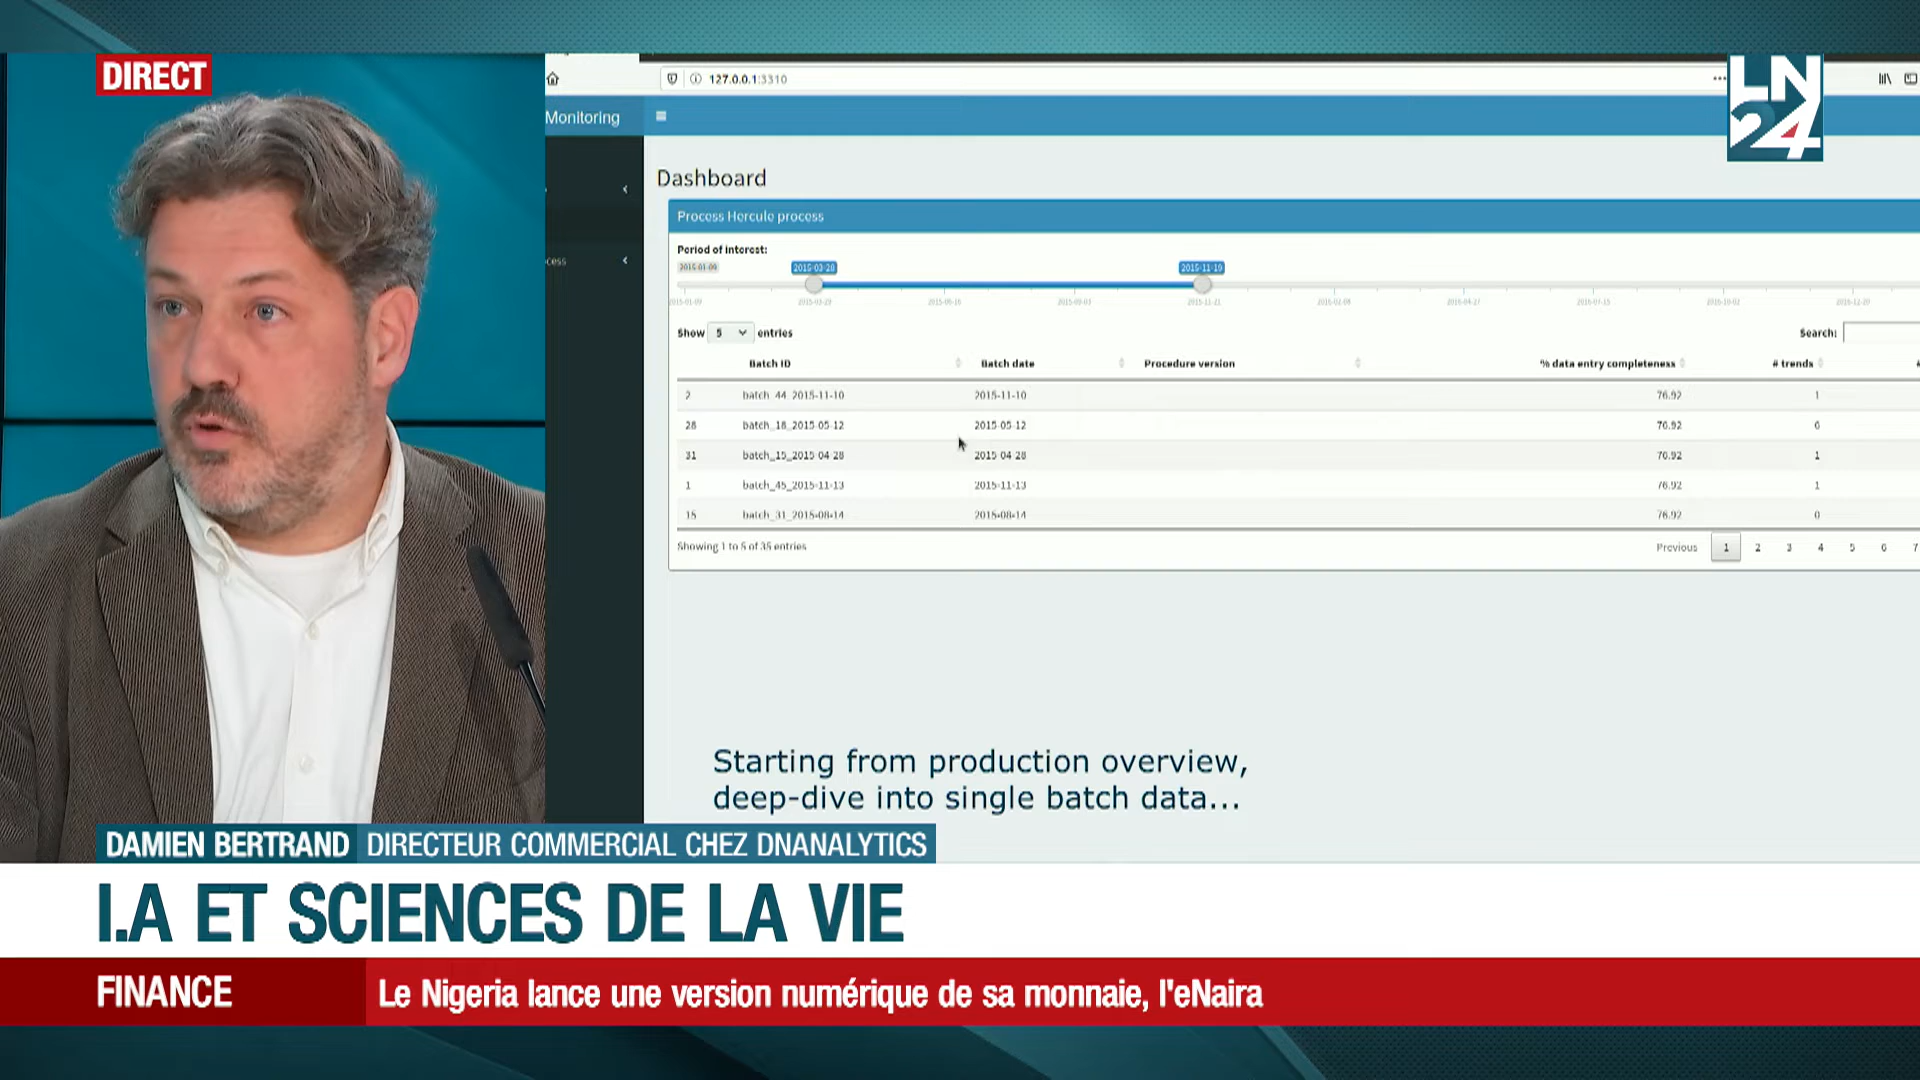 DIRECT
127.0.0.1:3310
LN
24
Monitoring
Dashboard
Process Hercule process
Period of interest:
2015-01-09
2015-03-20
2015-11-19
Show 5 entries
Search:
Batch ID
Batch date
Procedure version
% data entry completeness
# trends
2 batch_44_2015-11-10 2015-11-10 76.92 1
28 batch_18_2015-05-12 2015-05-12 76.92 0
31 batch_15_2015-04-28 2015-04-28 76.92 1
1 batch_45_2015-11-13 2015-11-13 76.92 1
15 batch_31_2015-08-14 2015-08-14 76.92 0
Showing 1 to 5 of 35 entries
Previous 1 2 3 4 5 6 7
Starting from production overview,
deep-dive into single batch data...
DAMIEN BERTRAND DIRECTEUR COMMERCIAL CHEZ DNANALYTICS
I.A ET SCIENCES DE LA VIE
FINANCE Le Nigeria lance une version numérique de sa monnaie, l'eNaira